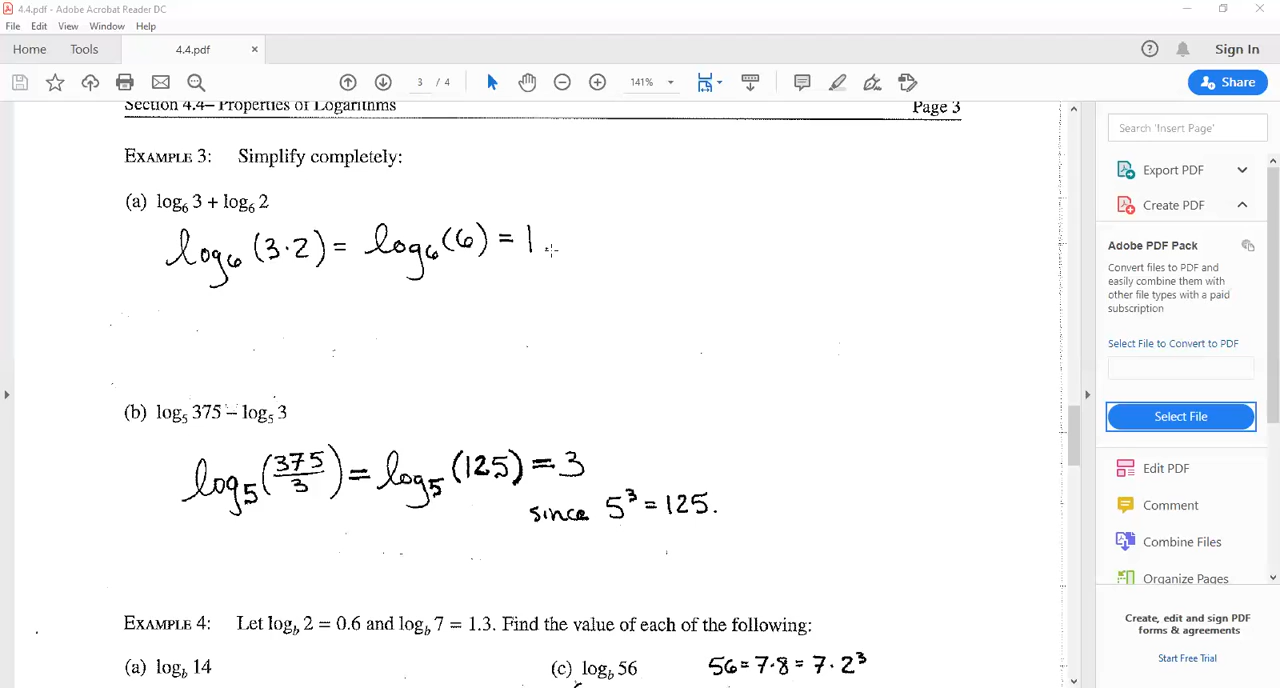 4.4.pdf - Adobe Acrobat Reader DC
File Edit View Window Help
Home Tools 4.4.pdf × ? Sign In
3 / 4 141% Share
Section 4.4– Properties of Logarithms Page 3
EXAMPLE 3: Simplify completely:
(a) log₆ 3 + log₆ 2
log₆ (3·2) = log₆ (6) = 1
(b) log₅ 375 – log₅ 3
log₅ (375/3) = log₅ (125) = 3
since 5³ = 125.
EXAMPLE 4: Let log_b 2 = 0.6 and log_b 7 = 1.3. Find the value of each of the following:
(a) log_b 14 (c) log_b 56 56 = 7·8 = 7·2³
Search 'Insert Page'
Export PDF
Create PDF
Adobe PDF Pack
Convert files to PDF and
easily combine them with
other file types with a paid
subscription
Select File to Convert to PDF
Select File
Edit PDF
Comment
Combine Files
Organize Pages
Create, edit and sign PDF
forms & agreements
Start Free Trial